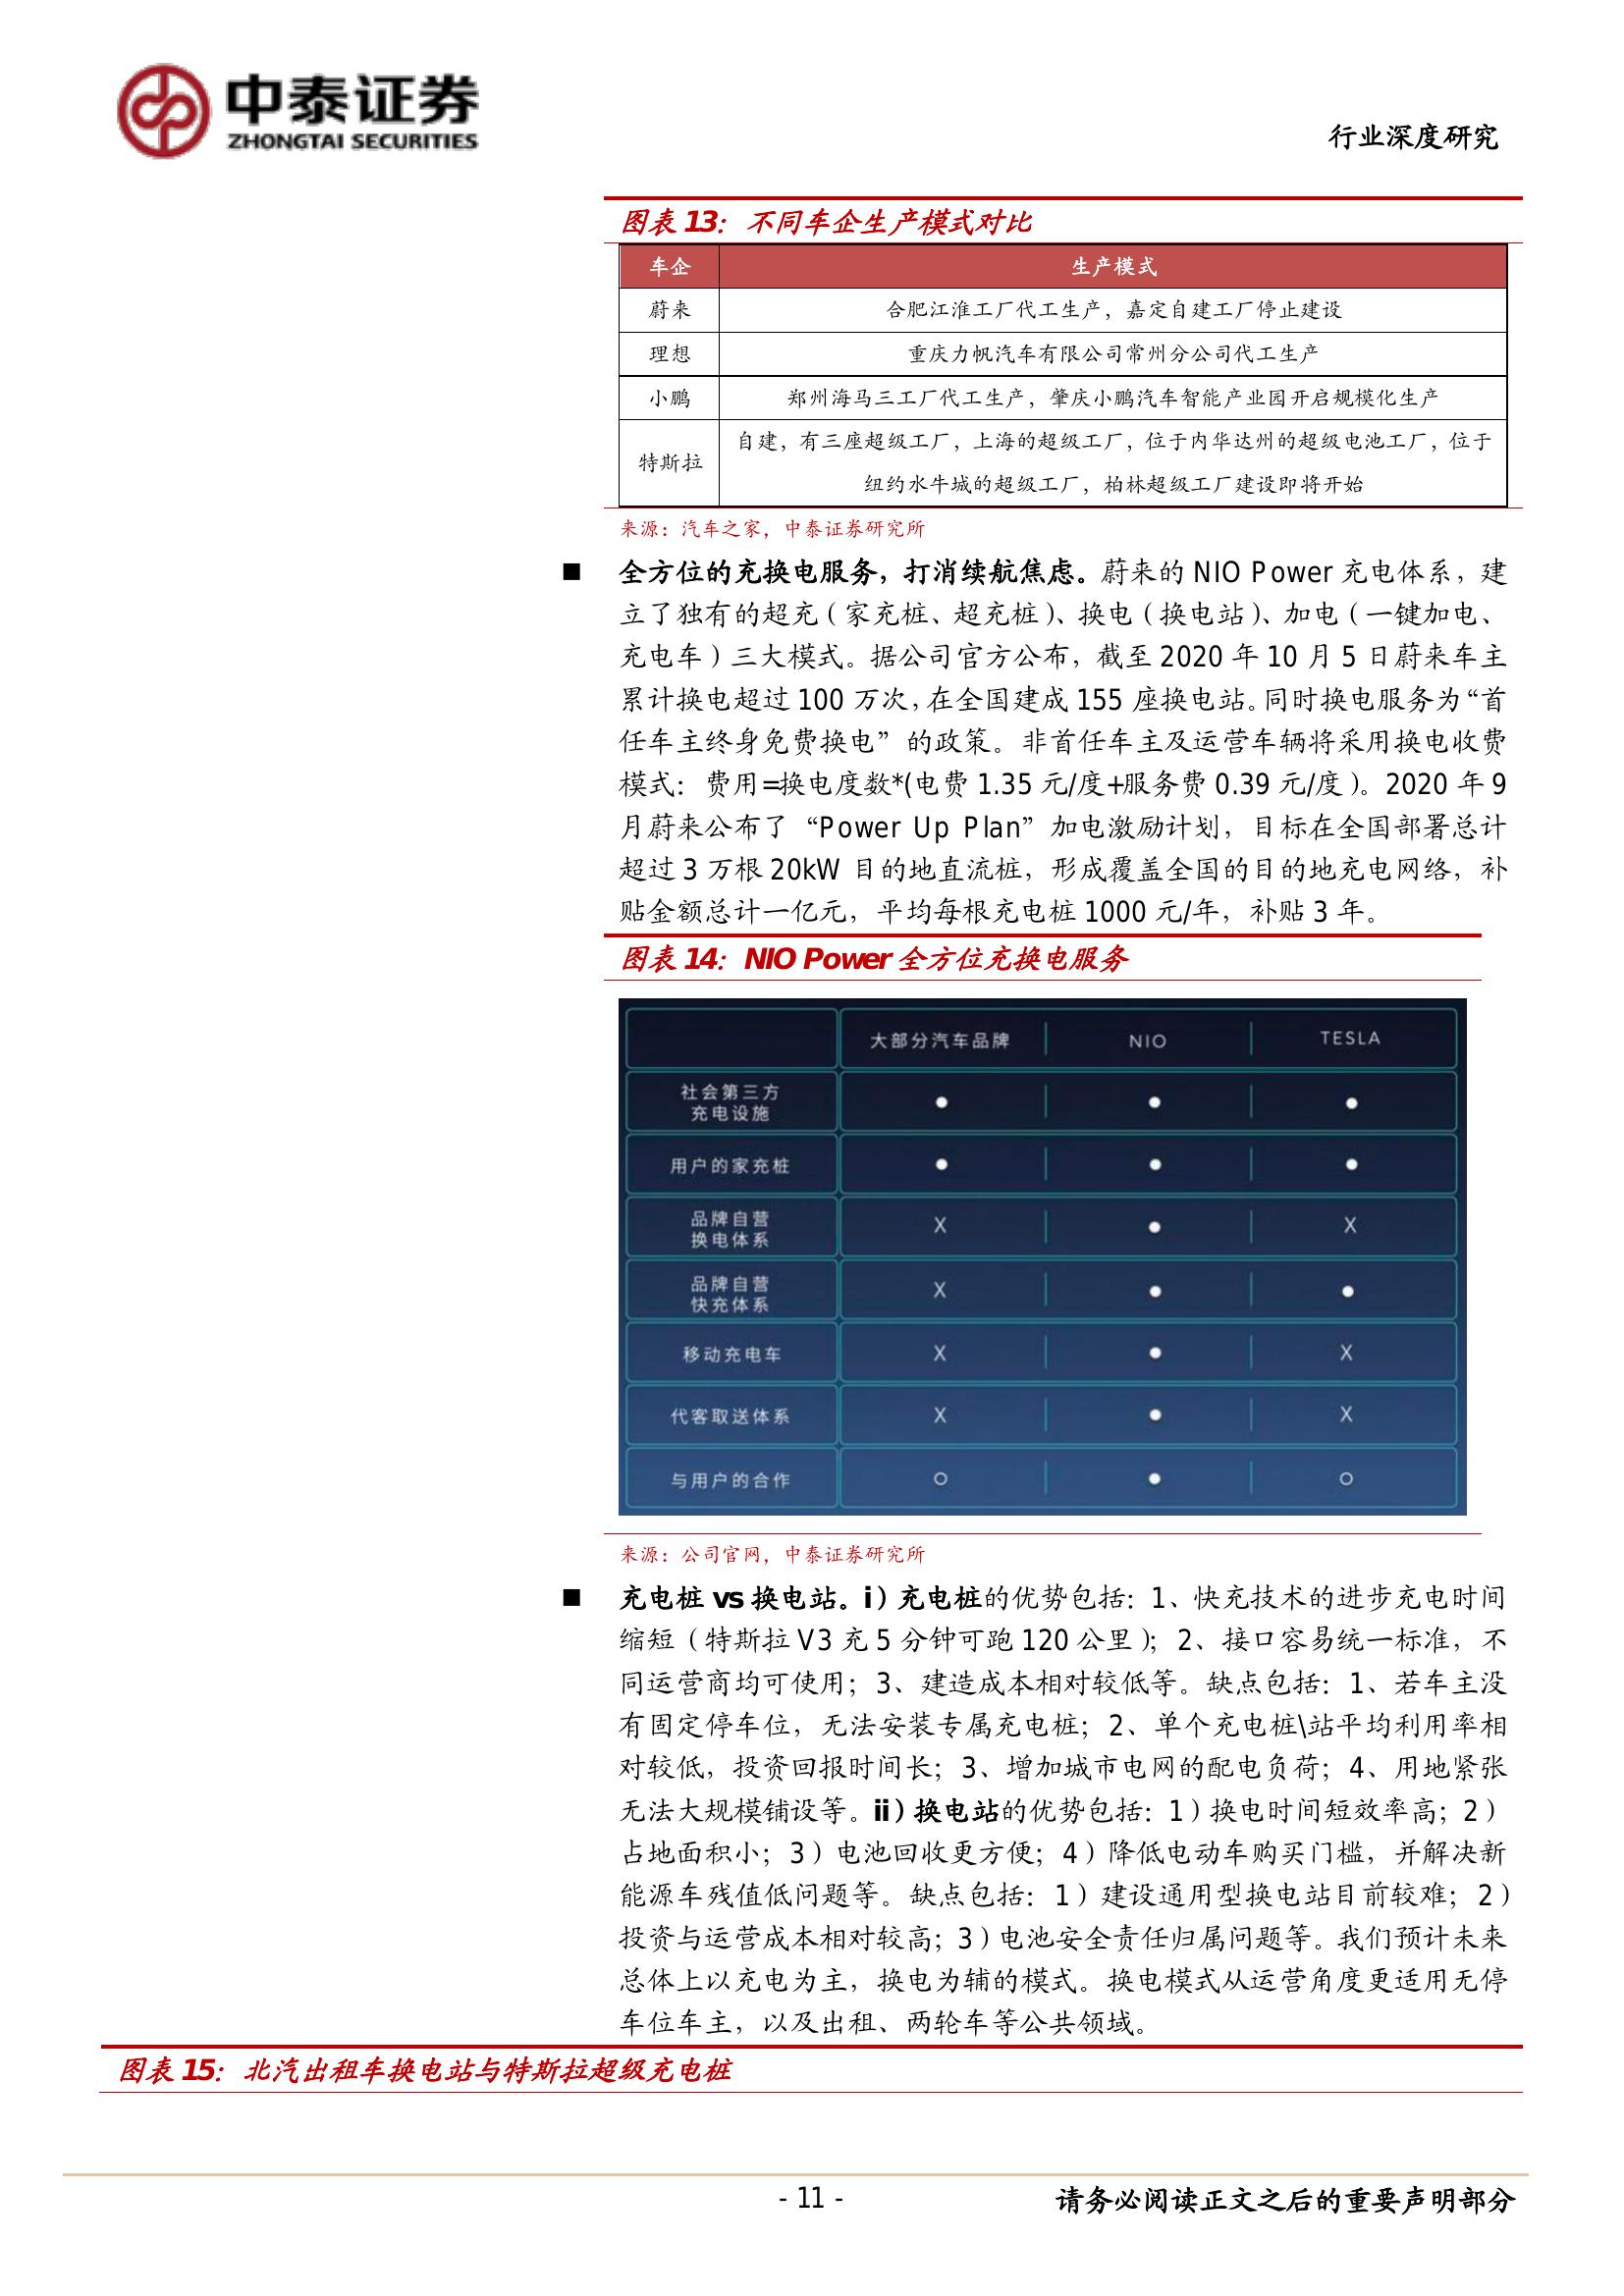 中泰证券
ZHONGTAI SECURITIES
行业深度研究
图表 13：不同车企生产模式对比
车企 生产模式
蔚来 合肥江淮工厂代工生产，嘉定自建工厂停止建设
理想 重庆力帆汽车有限公司常州分公司代工生产
小鹏 郑州海马三工厂代工生产，肇庆小鹏汽车智能产业园开启规模化生产
特斯拉 自建，有三座超级工厂，上海的超级工厂，位于内华达州的超级电池工厂，位于
纽约水牛城的超级工厂，柏林超级工厂建设即将开始
来源：汽车之家，中泰证券研究所
■ 全方位的充换电服务，打消续航焦虑。蔚来的 NIO Power 充电体系，建
立了独有的超充（家充桩、超充桩）、换电（换电站）、加电（一键加电、
充电车）三大模式。据公司官方公布，截至 2020 年 10 月 5 日蔚来车主
累计换电超过 100 万次，在全国建成 155 座换电站。同时换电服务为“首
任车主终身免费换电”的政策。非首任车主及运营车辆将采用换电收费
模式：费用=换电度数*(电费 1.35 元/度+服务费 0.39 元/度）。2020 年 9
月蔚来公布了“Power Up Plan”加电激励计划，目标在全国部署总计
超过 3 万根 20kW 目的地直流桩，形成覆盖全国的目的地充电网络，补
贴金额总计一亿元，平均每根充电桩 1000 元/年，补贴 3 年。
图表 14：NIO Power 全方位充换电服务
大部分汽车品牌 NIO TESLA
社会第三方
充电设施 ● ● ●
用户的家充桩 ● ● ●
品牌自营
换电体系 X ● X
品牌自营
快充体系 X ● ●
移动充电车 X ● X
代客取送体系 X ● X
与用户的合作 ○ ● ○
来源：公司官网，中泰证券研究所
■ 充电桩 vs 换电站。i）充电桩的优势包括：1、快充技术的进步充电时间
缩短（特斯拉 V3 充 5 分钟可跑 120 公里）；2、接口容易统一标准，不
同运营商均可使用；3、建造成本相对较低等。缺点包括：1、若车主没
有固定停车位，无法安装专属充电桩；2、单个充电桩\站平均利用率相
对较低，投资回报时间长；3、增加城市电网的配电负荷；4、用地紧张
无法大规模铺设等。ii）换电站的优势包括：1）换电时间短效率高；2）
占地面积小；3）电池回收更方便；4）降低电动车购买门槛，并解决新
能源车残值低问题等。缺点包括：1）建设通用型换电站目前较难；2）
投资与运营成本相对较高；3）电池安全责任归属问题等。我们预计未来
总体上以充电为主，换电为辅的模式。换电模式从运营角度更适用无停
车位车主，以及出租、两轮车等公共领域。
图表 15：北汽出租车换电站与特斯拉超级充电桩
- 11 -
请务必阅读正文之后的重要声明部分